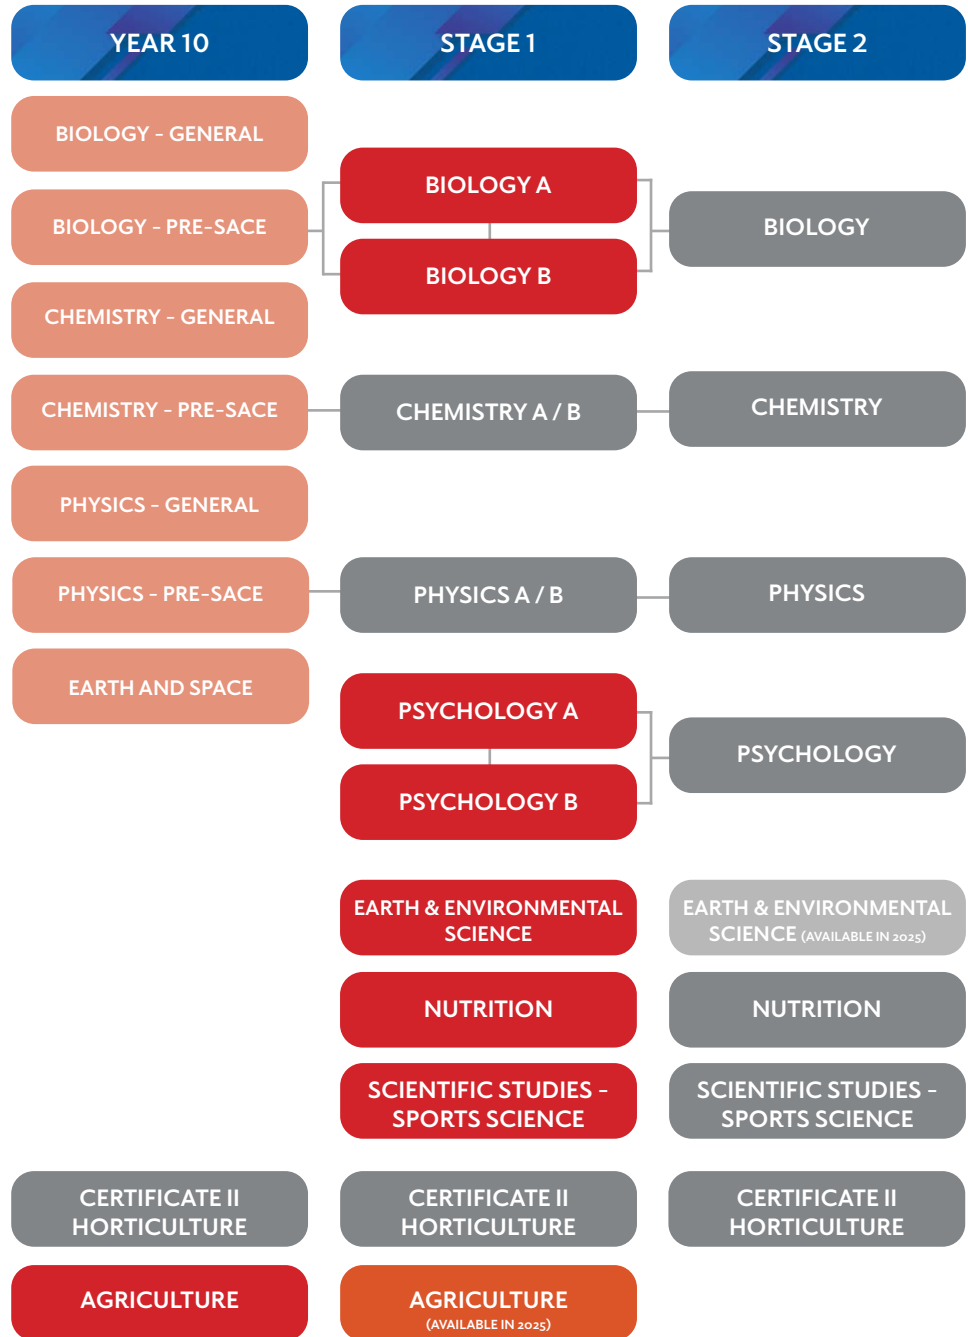 YEAR 10
STAGE 1
STAGE 2
BIOLOGY - GENERAL
BIOLOGY - PRE-SACE
CHEMISTRY - GENERAL
CHEMISTRY - PRE-SACE
PHYSICS - GENERAL
PHYSICS - PRE-SACE
EARTH AND SPACE
BIOLOGY A
BIOLOGY B
BIOLOGY
CHEMISTRY A / B
CHEMISTRY
PHYSICS A / B
PHYSICS
PSYCHOLOGY A
PSYCHOLOGY B
PSYCHOLOGY
EARTH & ENVIRONMENTAL
SCIENCE
EARTH & ENVIRONMENTAL
SCIENCE (AVAILABLE IN 2025)
NUTRITION
NUTRITION
SCIENTIFIC STUDIES -
SPORTS SCIENCE
SCIENTIFIC STUDIES -
SPORTS SCIENCE
CERTIFICATE II
HORTICULTURE
CERTIFICATE II
HORTICULTURE
CERTIFICATE II
HORTICULTURE
AGRICULTURE
AGRICULTURE
(AVAILABLE IN 2025)